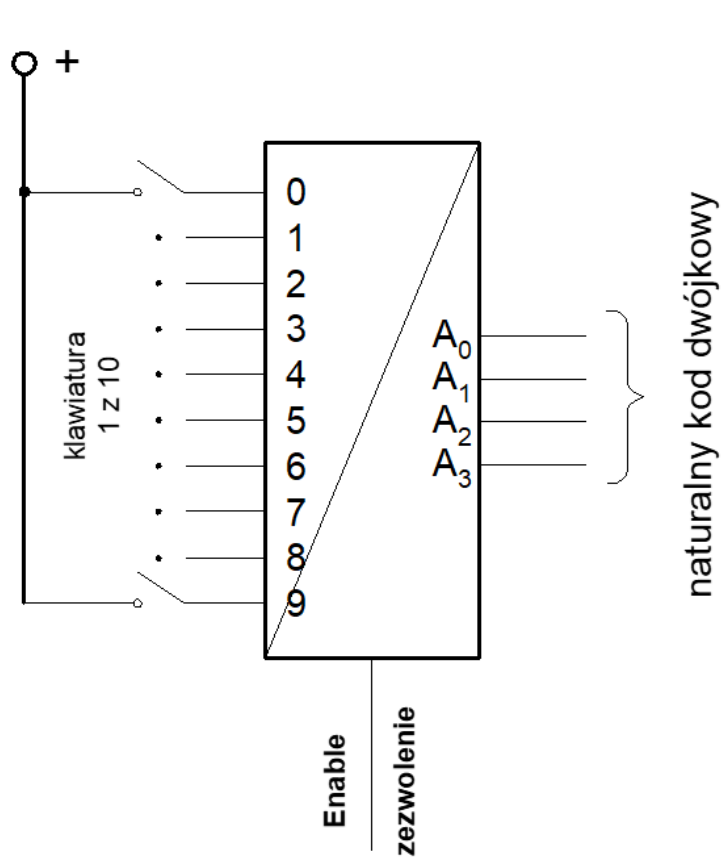 +
klawiatura
1 z 10
0
1
2
3
4
5
6
7
8
9
A0
A1
A2
A3
naturalny kod dwójkowy
Enable
zezwolenie